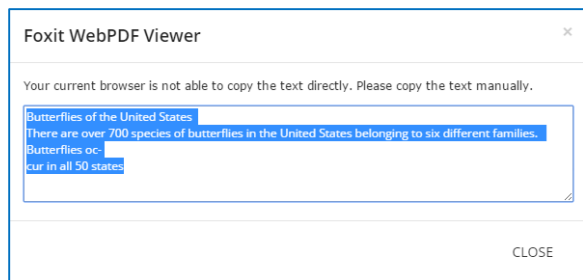 Foxit WebPDF Viewer
×
Your current browser is not able to copy the text directly. Please copy the text manually.
Butterflies of the United States
There are over 700 species of butterflies in the United States belonging to six different families.
Butterflies oc-
cur in all 50 states
CLOSE